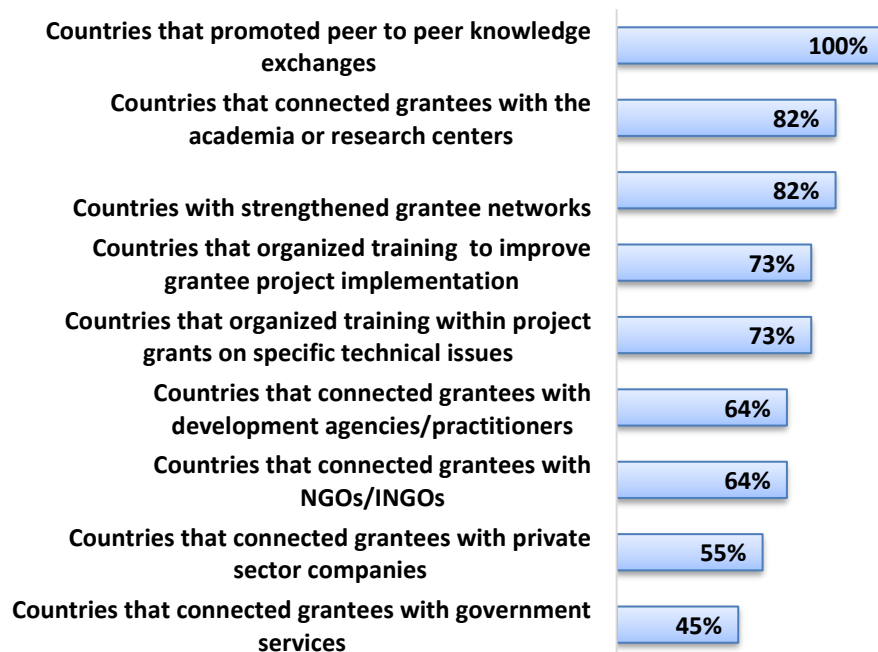 Countries that promoted peer to peer knowledge
exchanges
100%
Countries that connected grantees with the
academia or research centers
82%
Countries with strengthened grantee networks
82%
Countries that organized training to improve
grantee project implementation
73%
Countries that organized training within project
grants on specific technical issues
73%
Countries that connected grantees with
development agencies/practitioners
64%
Countries that connected grantees with
NGOs/INGOs
64%
Countries that connected grantees with private
sector companies
55%
Countries that connected grantees with government
services
45%